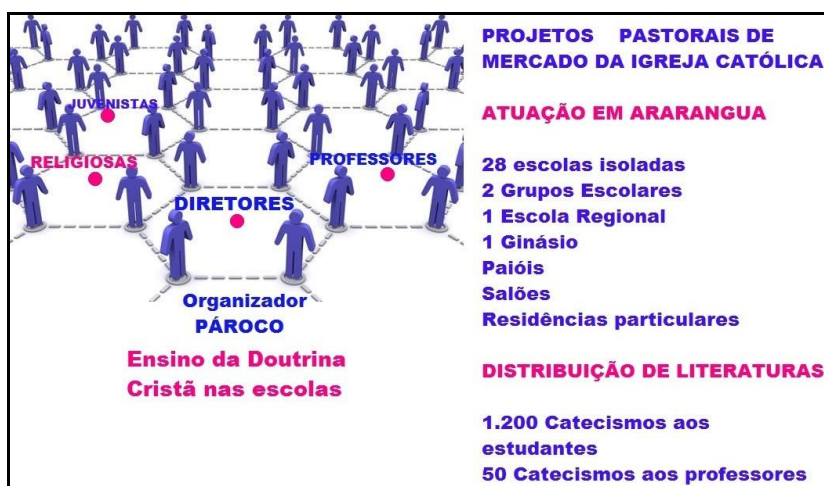 JUVENISTAS
RELIGIOSAS
PROFESSORES
DIRETORES
Organizador
PÁROCO
Ensino da Doutrina
Cristã nas escolas
PROJETOS PASTORAIS DE
MERCADO DA IGREJA CATÓLICA
ATUAÇÃO EM ARARANGUA
28 escolas isoladas
2 Grupos Escolares
1 Escola Regional
1 Ginásio
Paióis
Salões
Residências particulares
DISTRIBUIÇÃO DE LITERATURAS
1.200 Catecismos aos
estudantes
50 Catecismos aos professores